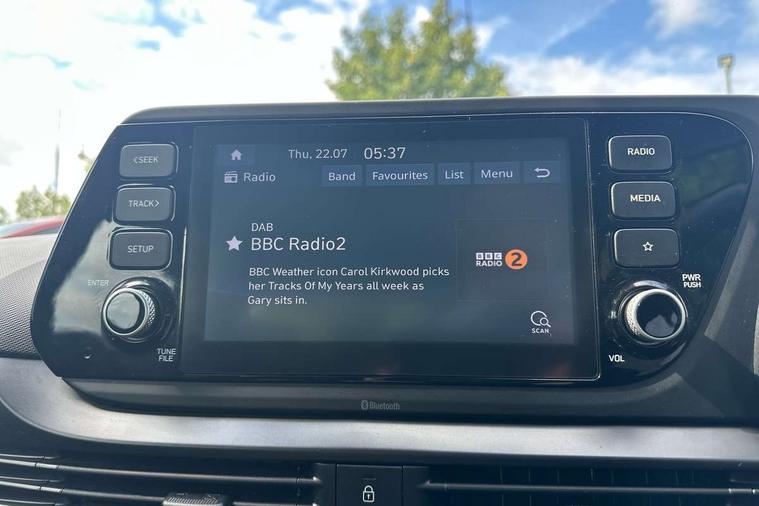 <SEEK
TRACK>
SETUP
ENTER
TUNE
FILE
Thu, 22.07 05:37
Radio Band Favourites List Menu
DAB
BBC Radio2
BBC Weather icon Carol Kirkwood picks
her Tracks Of My Years all week as
Gary sits in.
BBC
RADIO 2
SCAN
RADIO
MEDIA
PWR
PUSH
VOL
Bluetooth